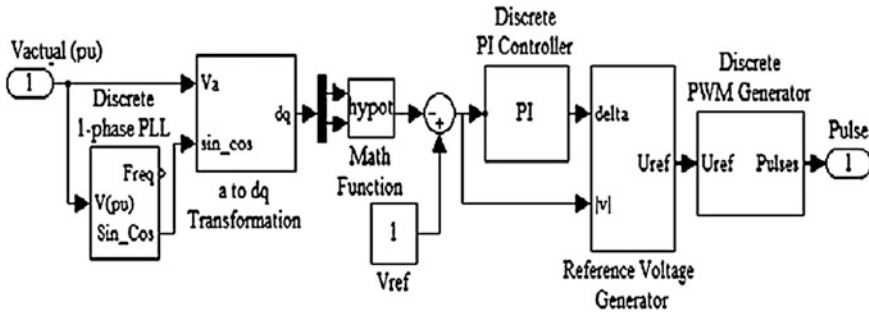 Vactual (pu)
1
Discrete
1-phase PLL
Freq
V(pu)
Sin_Cos
Va
dq
sin_cos
a to dq
Transformation
hypot
Math
Function
-
+
1
Vref
Discrete
PI Controller
PI
delta
Uref
|v|
Reference Voltage
Generator
Discrete
PWM Generator
Uref
Pulses
Pulse
1